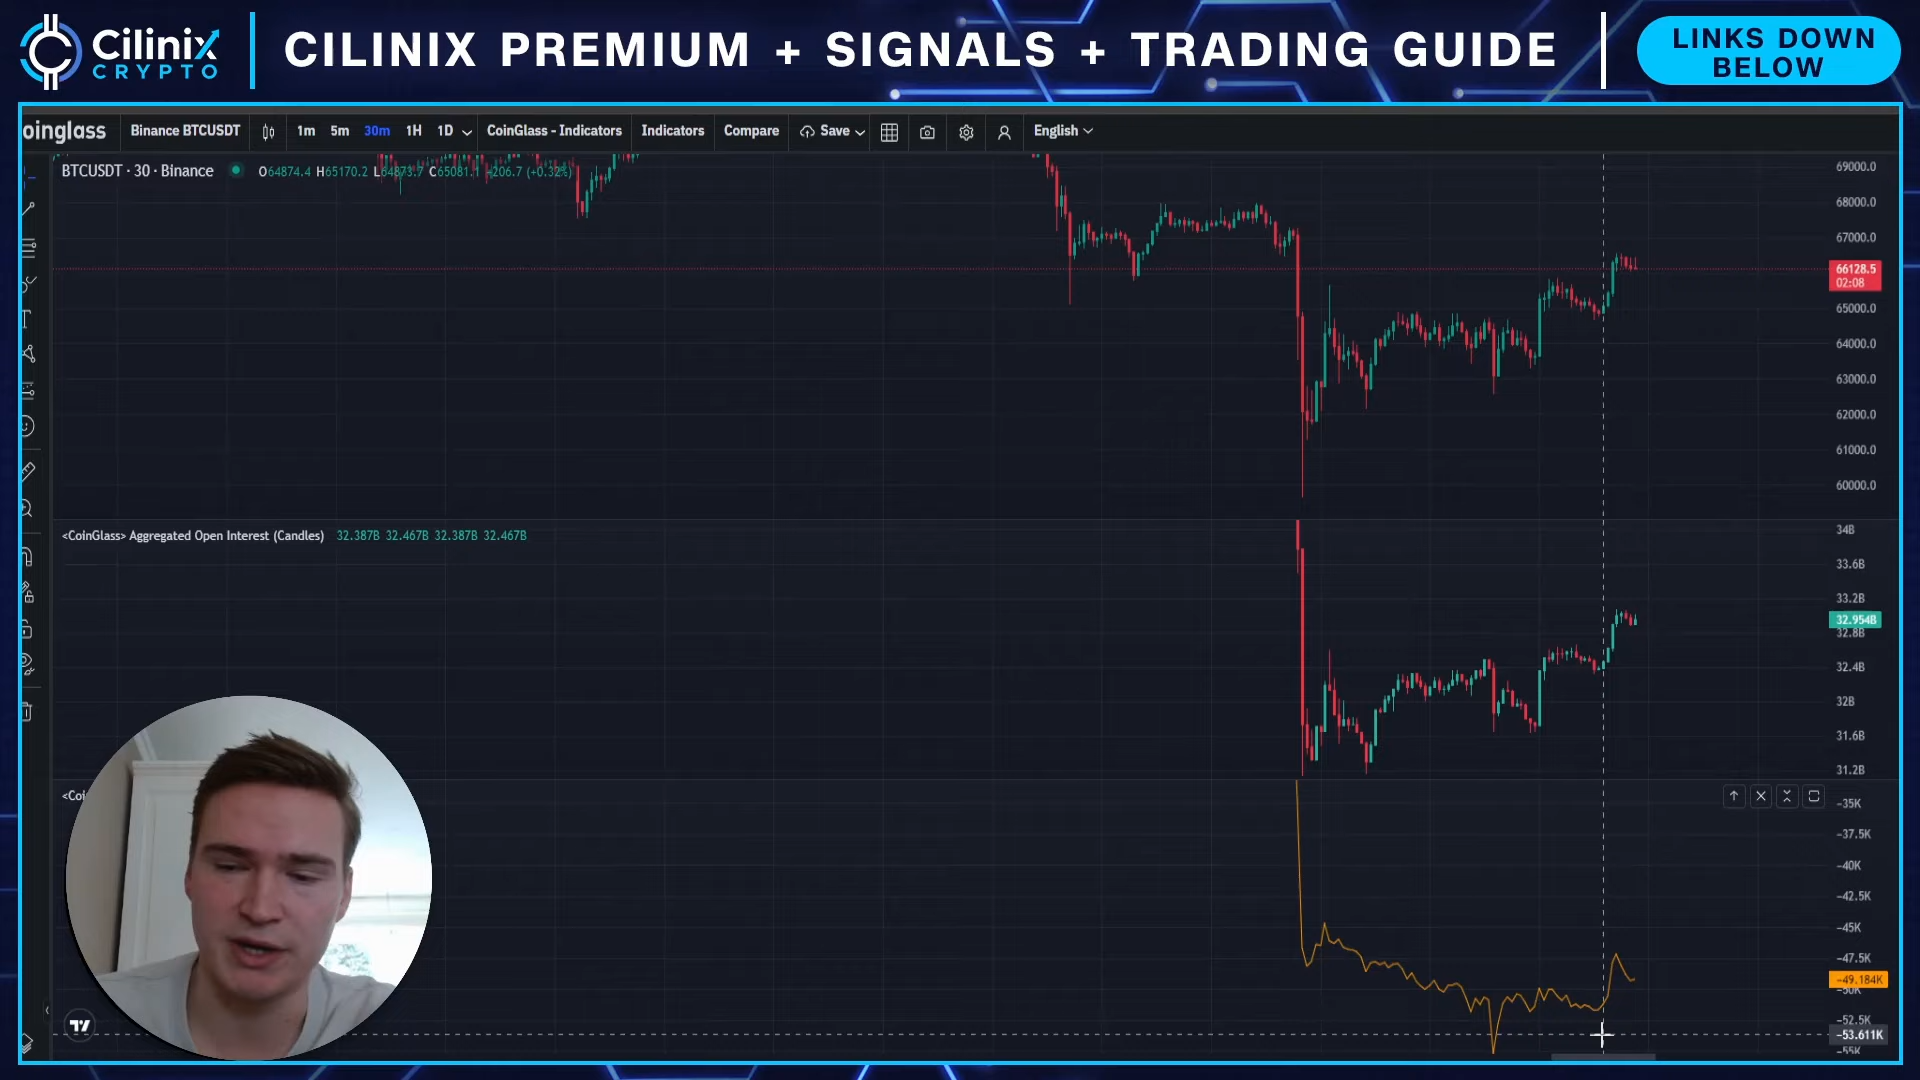 Cilinix
CRYPTO
CILINIX PREMIUM + SIGNALS + TRADING GUIDE
LINKS DOWN
BELOW
oinglass
Binance BTCUSDT
1m 5m 30m 1H 1D
CoinGlass - Indicators
Indicators
Compare
Save
English
BTCUSDT · 30 · Binance
O64874.4 H65170.2 L64873.7 C65081.1 +206.7 (+0.32%)
69000.0
68000.0
67000.0
66128.5
02:08
65000.0
64000.0
63000.0
62000.0
61000.0
60000.0
<CoinGlass> Aggregated Open Interest (Candles) 32.387B 32.467B 32.387B 32.467B
34B
33.6B
33.2B
32.954B
32.8B
32.4B
32B
31.6B
31.2B
<Coi
-35K
-37.5K
-40K
-42.5K
-45K
-47.5K
-49.184K
-50K
-52.5K
-53.611K
-55K